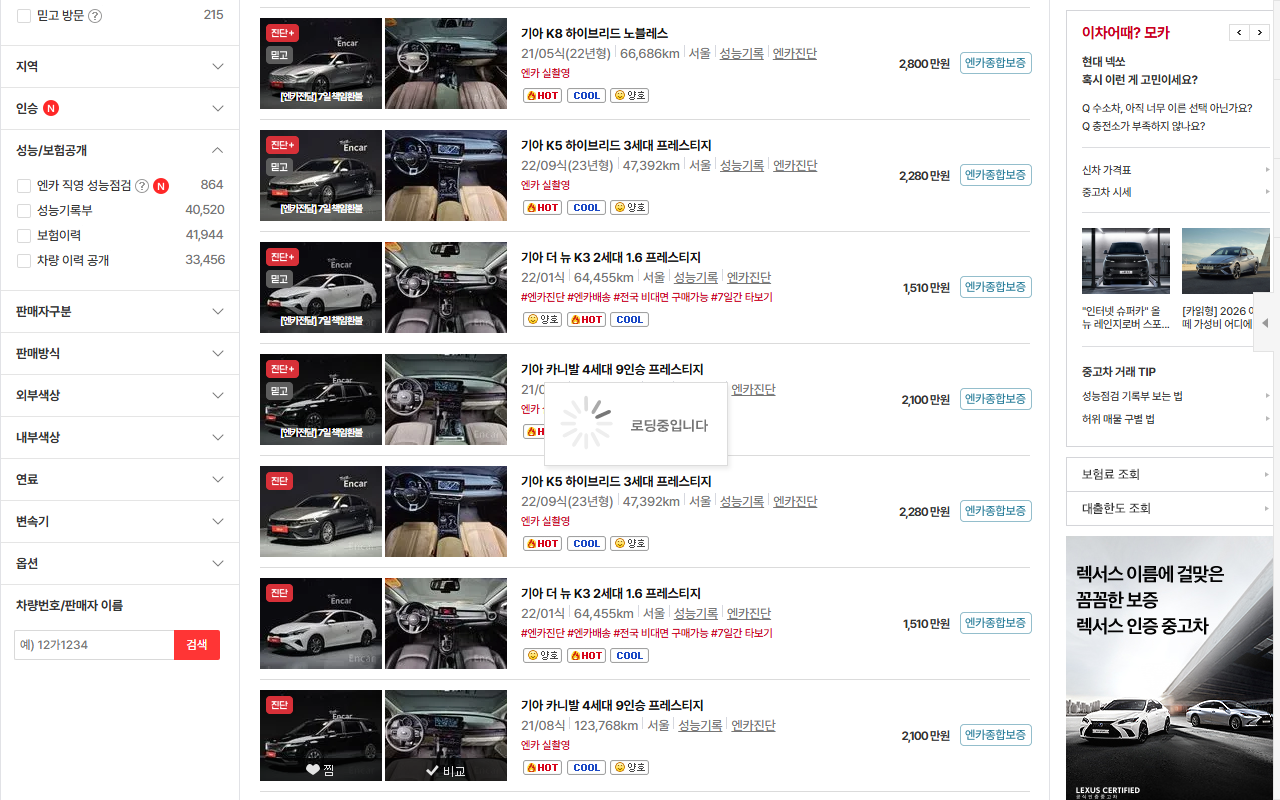 믿고 방문 ? 215
지역
인승 N
성능/보험공개
엔카 직영 성능점검 ? N 864
성능기록부 40,520
보험이력 41,944
차량 이력 공개 33,456
판매자구분
판매방식
외부색상
내부색상
연료
변속기
옵션
차량번호/판매자 이름
예) 12가1234 검색
진단+
믿고
Encar
[엔카전담] 7일 책임환불
기아 K8 하이브리드 노블레스
21/05식(22년형) 66,686km 서울 성능기록 엔카진단
엔카 실촬영
HOT COOL 양호
2,800만원 엔카종합보증
진단+
믿고
Encar
[엔카전담] 7일 책임환불
기아 K5 하이브리드 3세대 프레스티지
22/09식(23년형) 47,392km 서울 성능기록 엔카진단
엔카 실촬영
HOT COOL 양호
2,280만원 엔카종합보증
진단+
믿고
Encar
[엔카전담] 7일 책임환불
기아 더 뉴 K3 2세대 1.6 프레스티지
22/01식 64,455km 서울 성능기록 엔카진단
#엔카진단 #엔카배송 #전국 비대면 구매가능 #7일간 타보기
양호 HOT COOL
1,510만원 엔카종합보증
진단+
믿고
Encar
[엔카전담] 7일 책임환불
기아 카니발 4세대 9인승 프레스티지
21/0 엔카진단
엔카
2,100만원 엔카종합보증
로딩중입니다
진단
Encar
기아 K5 하이브리드 3세대 프레스티지
22/09식(23년형) 47,392km 서울 성능기록 엔카진단
엔카 실촬영
HOT COOL 양호
2,280만원 엔카종합보증
진단
Encar
기아 더 뉴 K3 2세대 1.6 프레스티지
22/01식 64,455km 서울 성능기록 엔카진단
#엔카진단 #엔카배송 #전국 비대면 구매가능 #7일간 타보기
양호 HOT COOL
1,510만원 엔카종합보증
진단
Encar
찜 비교
기아 카니발 4세대 9인승 프레스티지
21/08식 123,768km 서울 성능기록 엔카진단
엔카 실촬영
HOT COOL 양호
2,100만원 엔카종합보증
이차어때? 모카
현대 넥쏘
혹시 이런 게 고민이세요?
Q 수소차, 아직 너무 이른 선택 아닌가요?
Q 충전소가 부족하지 않나요?
신차 가격표
중고차 시세
"인터넷 슈퍼카" 올
뉴 레인지로버 스포...
[카읽형] 2026 아
떼 가성비 어디에
중고차 거래 TIP
성능점검 기록부 보는 법
허위 매물 구별 법
보험료 조회
대출한도 조회
렉서스 이름에 걸맞은
꼼꼼한 보증
렉서스 인증 중고차
LEXUS CERTIFIED
공식인증중고차